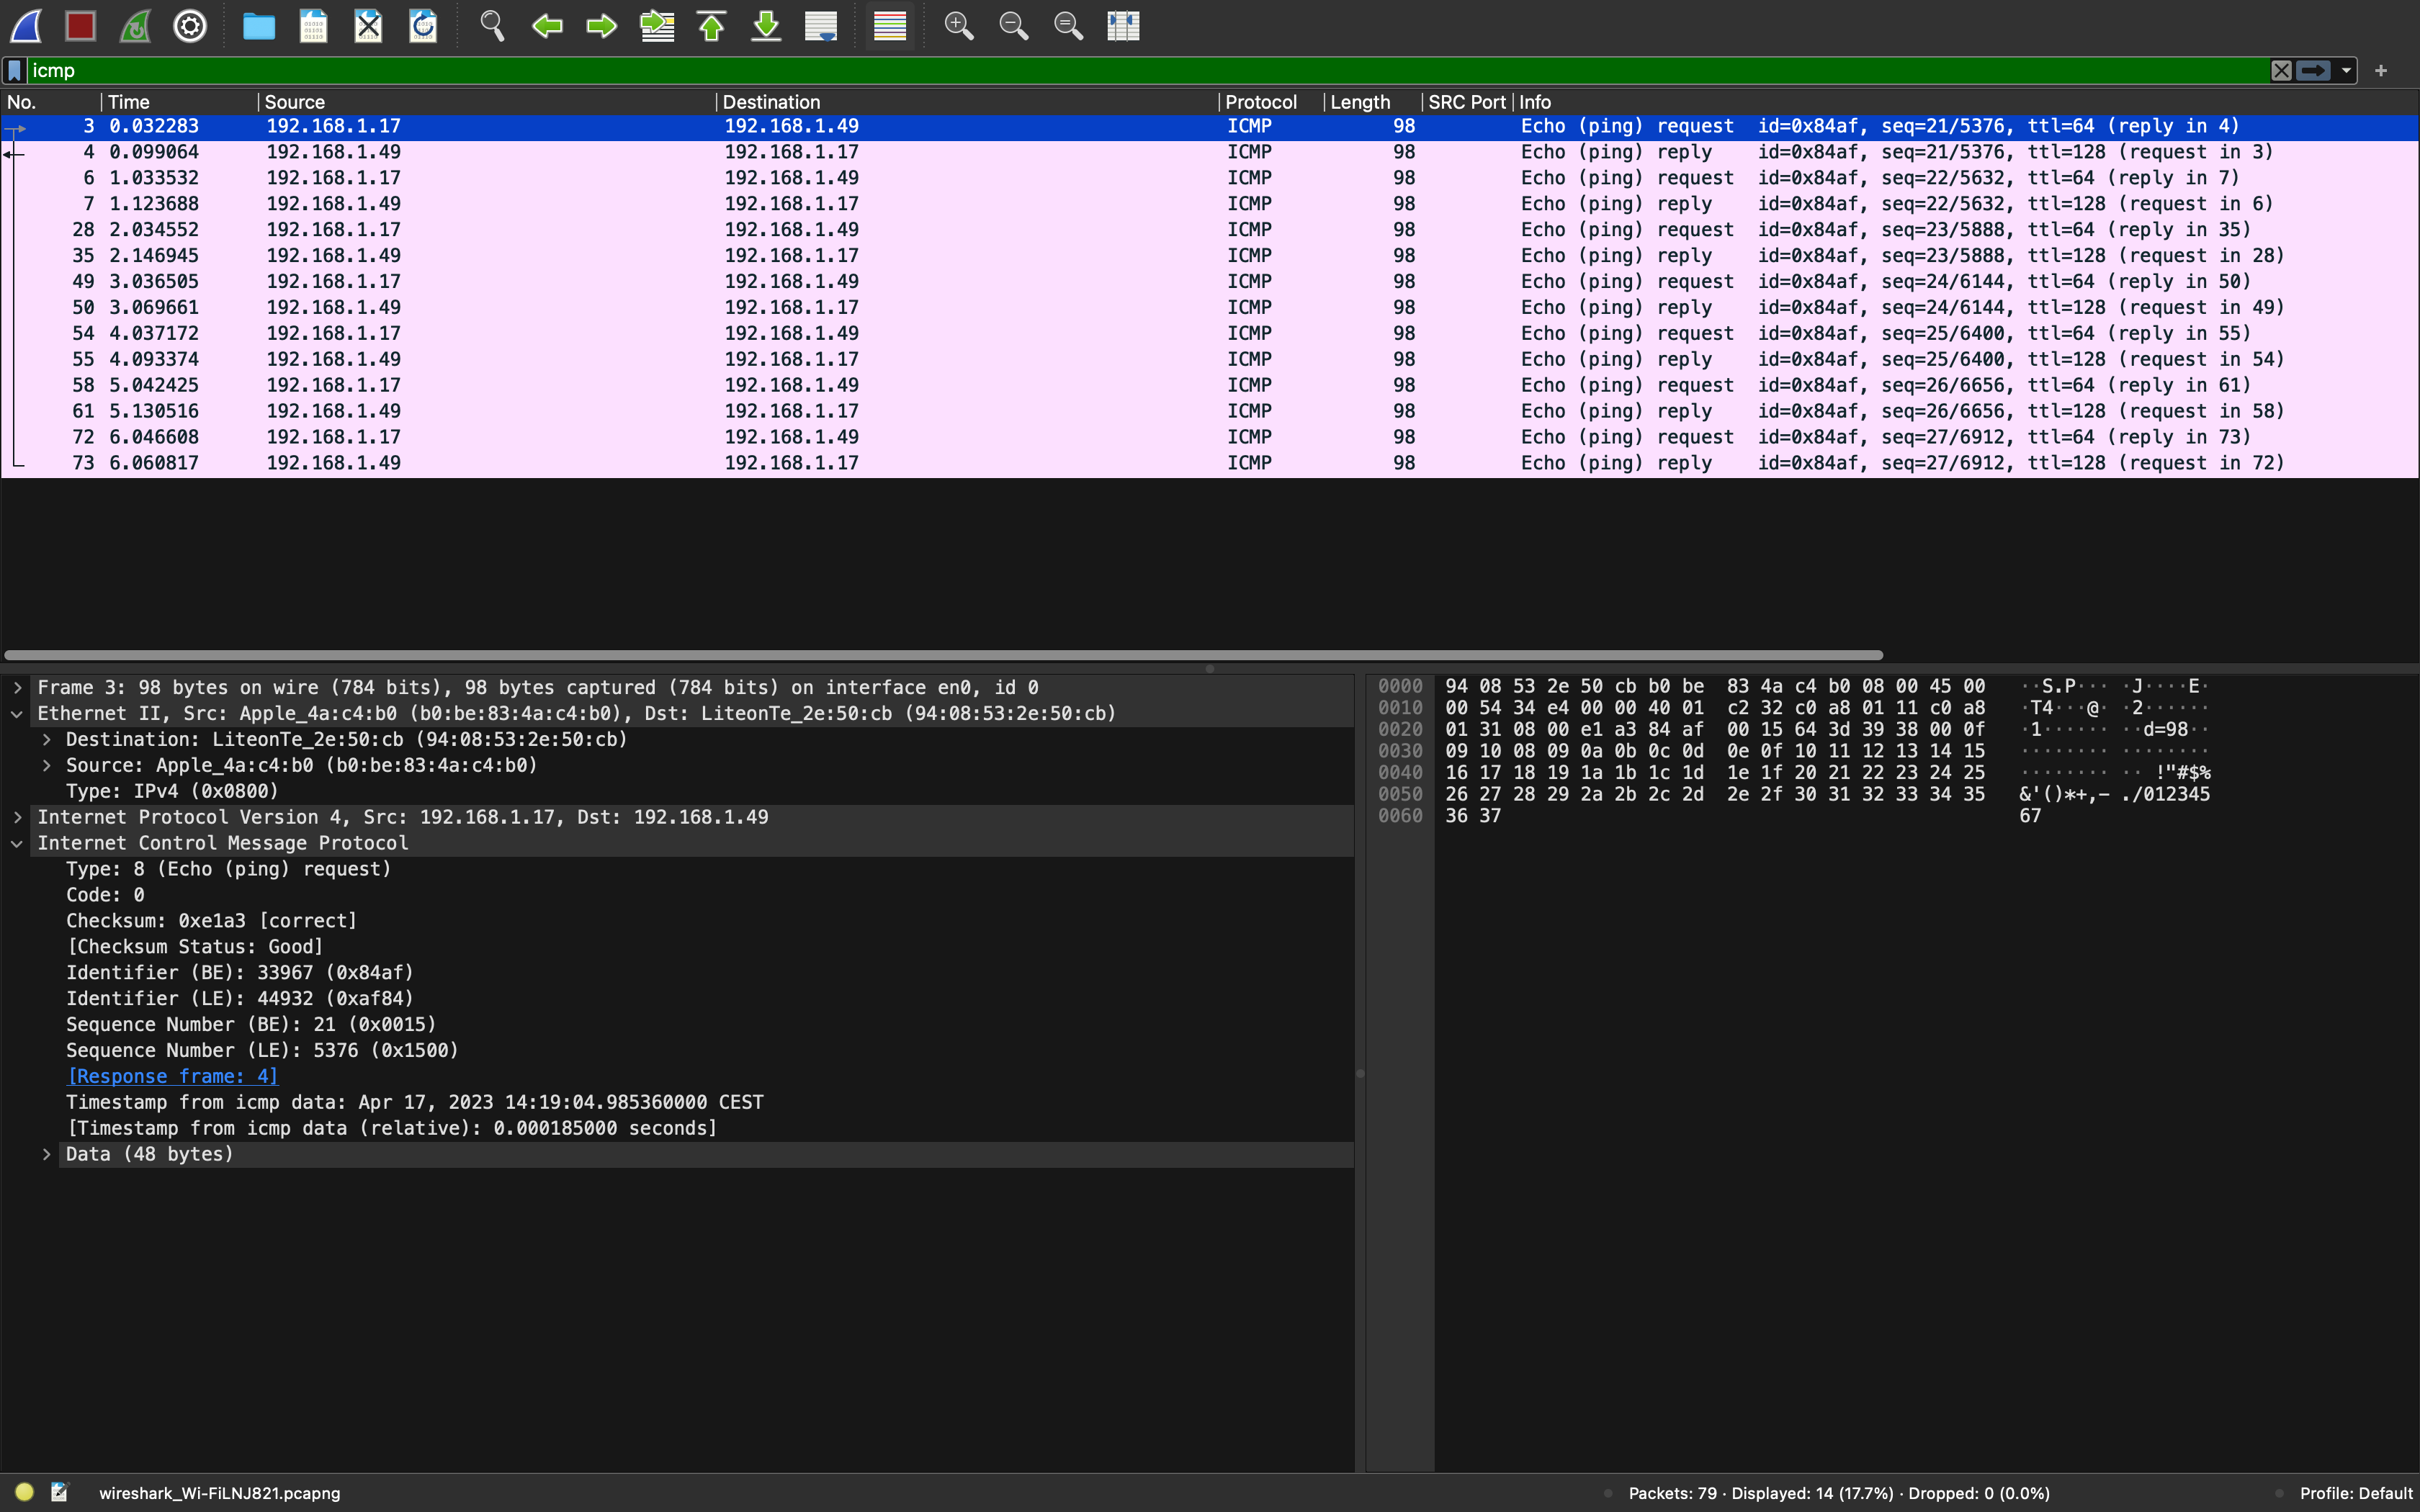 icmp
No. Time Source Destination Protocol Length SRC Port Info
3 0.032283 192.168.1.17 192.168.1.49 ICMP 98 Echo (ping) request id=0x84af, seq=21/5376, ttl=64 (reply in 4)
4 0.099064 192.168.1.49 192.168.1.17 ICMP 98 Echo (ping) reply id=0x84af, seq=21/5376, ttl=128 (request in 3)
6 1.033532 192.168.1.17 192.168.1.49 ICMP 98 Echo (ping) request id=0x84af, seq=22/5632, ttl=64 (reply in 7)
7 1.123688 192.168.1.49 192.168.1.17 ICMP 98 Echo (ping) reply id=0x84af, seq=22/5632, ttl=128 (request in 6)
28 2.034552 192.168.1.17 192.168.1.49 ICMP 98 Echo (ping) request id=0x84af, seq=23/5888, ttl=64 (reply in 35)
35 2.146945 192.168.1.49 192.168.1.17 ICMP 98 Echo (ping) reply id=0x84af, seq=23/5888, ttl=128 (request in 28)
49 3.036505 192.168.1.17 192.168.1.49 ICMP 98 Echo (ping) request id=0x84af, seq=24/6144, ttl=64 (reply in 50)
50 3.069661 192.168.1.49 192.168.1.17 ICMP 98 Echo (ping) reply id=0x84af, seq=24/6144, ttl=128 (request in 49)
54 4.037172 192.168.1.17 192.168.1.49 ICMP 98 Echo (ping) request id=0x84af, seq=25/6400, ttl=64 (reply in 55)
55 4.093374 192.168.1.49 192.168.1.17 ICMP 98 Echo (ping) reply id=0x84af, seq=25/6400, ttl=128 (request in 54)
58 5.042425 192.168.1.17 192.168.1.49 ICMP 98 Echo (ping) request id=0x84af, seq=26/6656, ttl=64 (reply in 61)
61 5.130516 192.168.1.49 192.168.1.17 ICMP 98 Echo (ping) reply id=0x84af, seq=26/6656, ttl=128 (request in 58)
72 6.046608 192.168.1.17 192.168.1.49 ICMP 98 Echo (ping) request id=0x84af, seq=27/6912, ttl=64 (reply in 73)
73 6.060817 192.168.1.49 192.168.1.17 ICMP 98 Echo (ping) reply id=0x84af, seq=27/6912, ttl=128 (request in 72)
Frame 3: 98 bytes on wire (784 bits), 98 bytes captured (784 bits) on interface en0, id 0
Ethernet II, Src: Apple_4a:c4:b0 (b0:be:83:4a:c4:b0), Dst: LiteonTe_2e:50:cb (94:08:53:2e:50:cb)
Destination: LiteonTe_2e:50:cb (94:08:53:2e:50:cb)
Source: Apple_4a:c4:b0 (b0:be:83:4a:c4:b0)
Type: IPv4 (0x0800)
Internet Protocol Version 4, Src: 192.168.1.17, Dst: 192.168.1.49
Internet Control Message Protocol
Type: 8 (Echo (ping) request)
Code: 0
Checksum: 0xe1a3 [correct]
[Checksum Status: Good]
Identifier (BE): 33967 (0x84af)
Identifier (LE): 44932 (0xaf84)
Sequence Number (BE): 21 (0x0015)
Sequence Number (LE): 5376 (0x1500)
[Response frame: 4]
Timestamp from icmp data: Apr 17, 2023 14:19:04.985360000 CEST
[Timestamp from icmp data (relative): 0.000185000 seconds]
Data (48 bytes)
0000 94 08 53 2e 50 cb b0 be 83 4a c4 b0 08 00 45 00 ··S.P··· ·J····E·
0010 00 54 34 e4 00 00 40 01 c2 32 c0 a8 01 11 c0 a8 ·T4···@· ·2······
0020 01 31 08 00 e1 a3 84 af 00 15 64 3d 39 38 00 0f ·1······ ··d=98··
0030 09 10 08 09 0a 0b 0c 0d 0e 0f 10 11 12 13 14 15 ········ ········
0040 16 17 18 19 1a 1b 1c 1d 1e 1f 20 21 22 23 24 25 ········ ·· !"#$%
0050 26 27 28 29 2a 2b 2c 2d 2e 2f 30 31 32 33 34 35 &'()*+,- ./012345
0060 36 37 67
wireshark_Wi-FiLNJ821.pcapng Packets: 79 · Displayed: 14 (17.7%) · Dropped: 0 (0.0%) Profile: Default